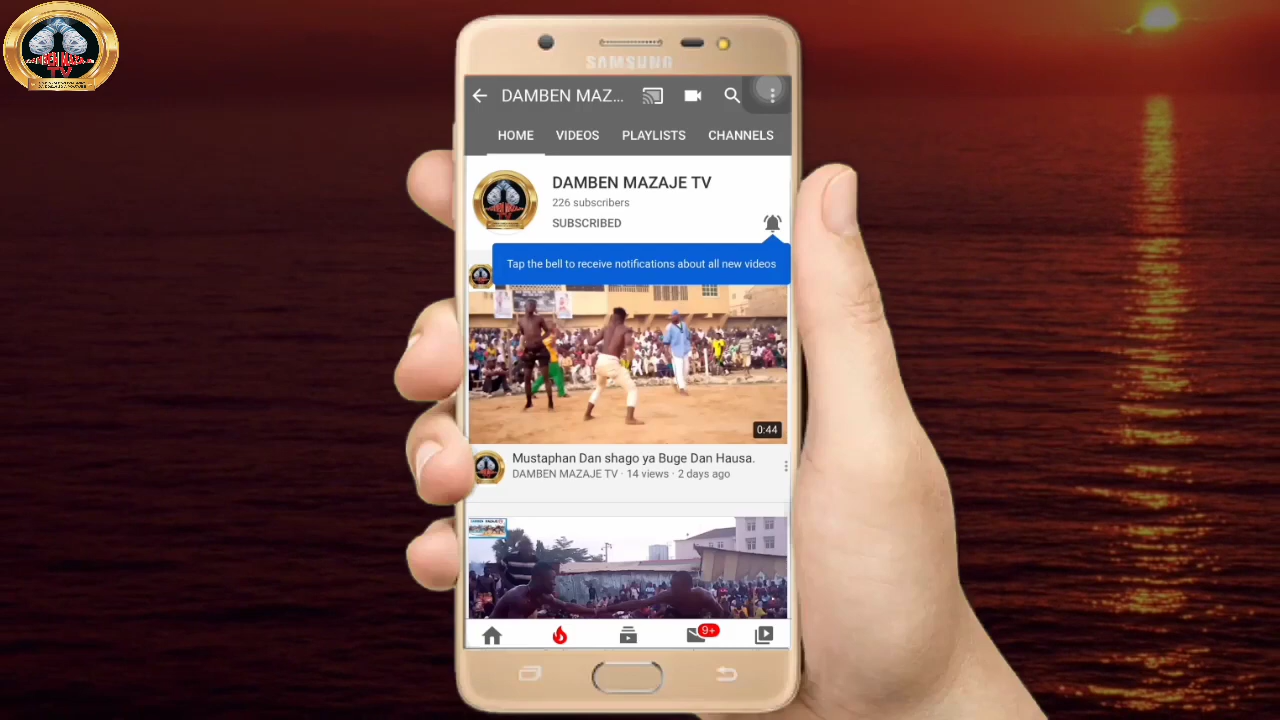 SAMSUNG
DAMBEN MAZ...
HOME VIDEOS PLAYLISTS CHANNELS
DAMBEN MAZAJE TV
226 subscribers
SUBSCRIBED
Tap the bell to receive notifications about all new videos
0:44
Mustaphan Dan shago ya Buge Dan Hausa.
DAMBEN MAZAJE TV · 14 views · 2 days ago
9+